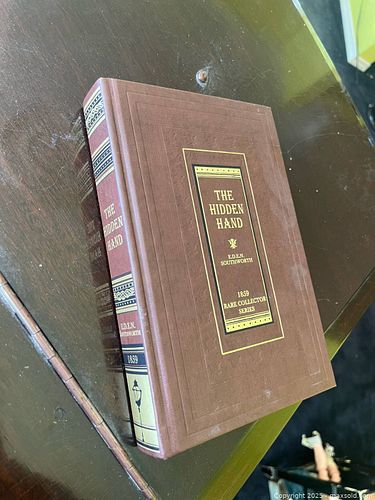 THE
HIDDEN
HAND
E.D.E.N.
SOUTHWORTH
1859
RARE COLLECTOR
SERIES
THE
HIDDEN
HAND
E.D.E.N.
SOUTHWORTH
1859
Copyright 2025 - maxsold.com